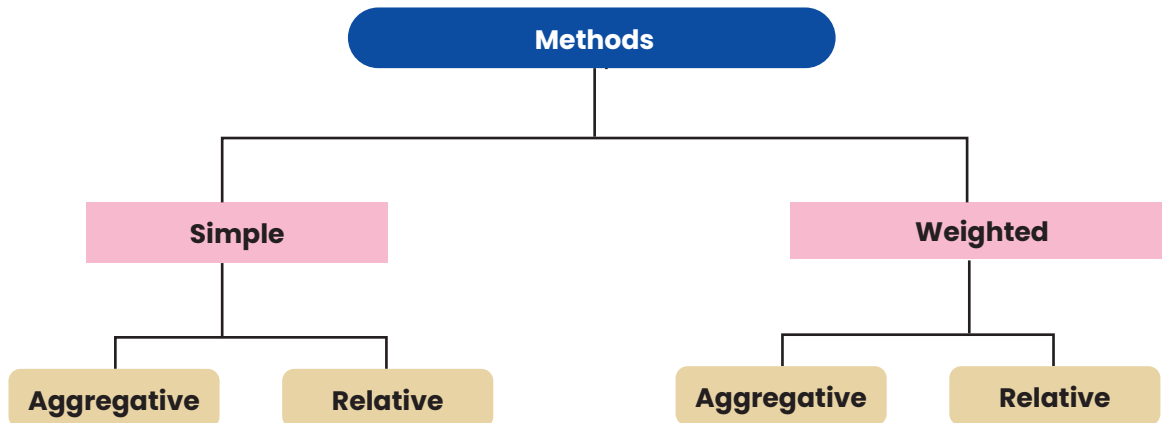 Methods
Simple
Weighted
Aggregative
Relative
Aggregative
Relative